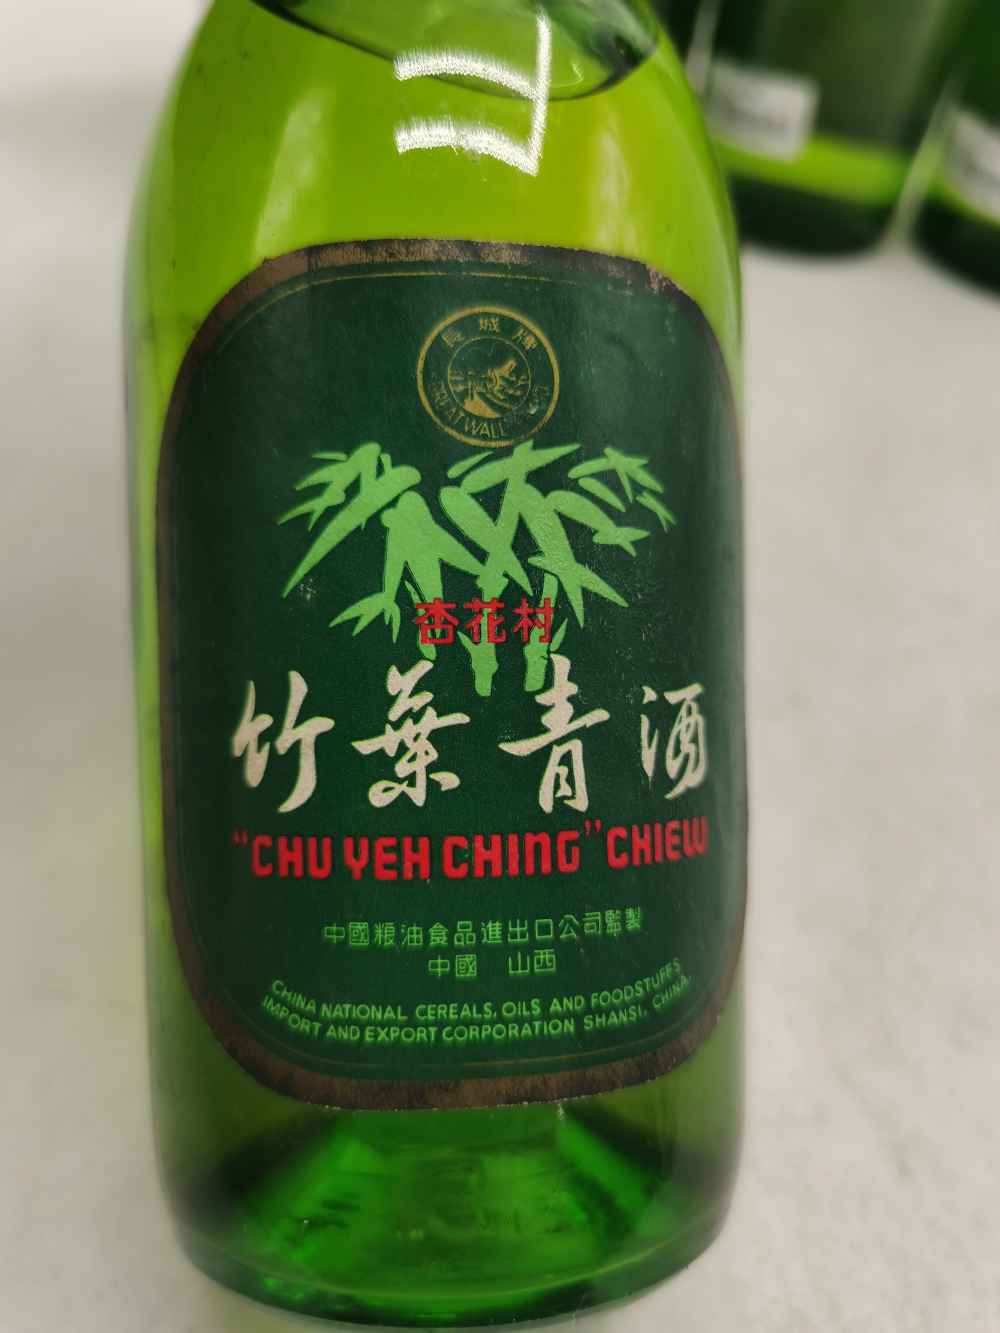 長城牌
GREAT WALL
杏花村
竹葉青酒
"CHU YEH CHING" CHIEW
中國粮油食品進出口公司監製
中國 山西
CHINA NATIONAL CEREALS, OILS AND FOODSTUFFS
IMPORT AND EXPORT CORPORATION SHANSI, CHINA.